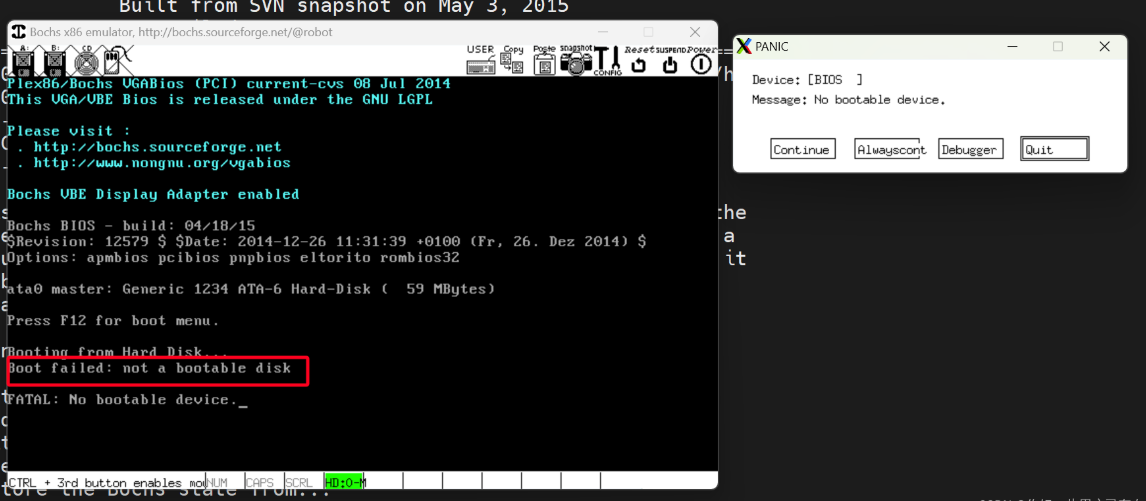 Built from SVN snapshot on May 3, 2015
Bochs x86 emulator, http://bochs.sourceforge.net/@robot
A: B: CD
USER Copy Paste snapshot CONFIG Reset SUSPEND Power
Plex86/Bochs VGABios (PCI) current-cvs 08 Jul 2014
This VGA/VBE Bios is released under the GNU LGPL
Please visit :
. http://bochs.sourceforge.net
. http://www.nongnu.org/vgabios
Bochs VBE Display Adapter enabled
Bochs BIOS - build: 04/18/15
$Revision: 12579 $ $Date: 2014-12-26 11:31:39 +0100 (Fr, 26. Dez 2014) $
Options: apmbios pcibios pnpbios eltorito rombios32
ata0 master: Generic 1234 ATA-6 Hard-Disk (  59 MBytes)
Press F12 for boot menu.
Booting from Hard Disk...
Boot failed: not a bootable disk
FATAL: No bootable device._
CTRL + 3rd button enables mou NUM CAPS SCRL HD:0-M
PANIC
Device: [BIOS  ]
Message: No bootable device.
Continue Alwayscont Debugger Quit
the
a
it
tore the Bochs state from...